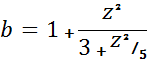 b = 1 + z² / (3 + z²/₅)